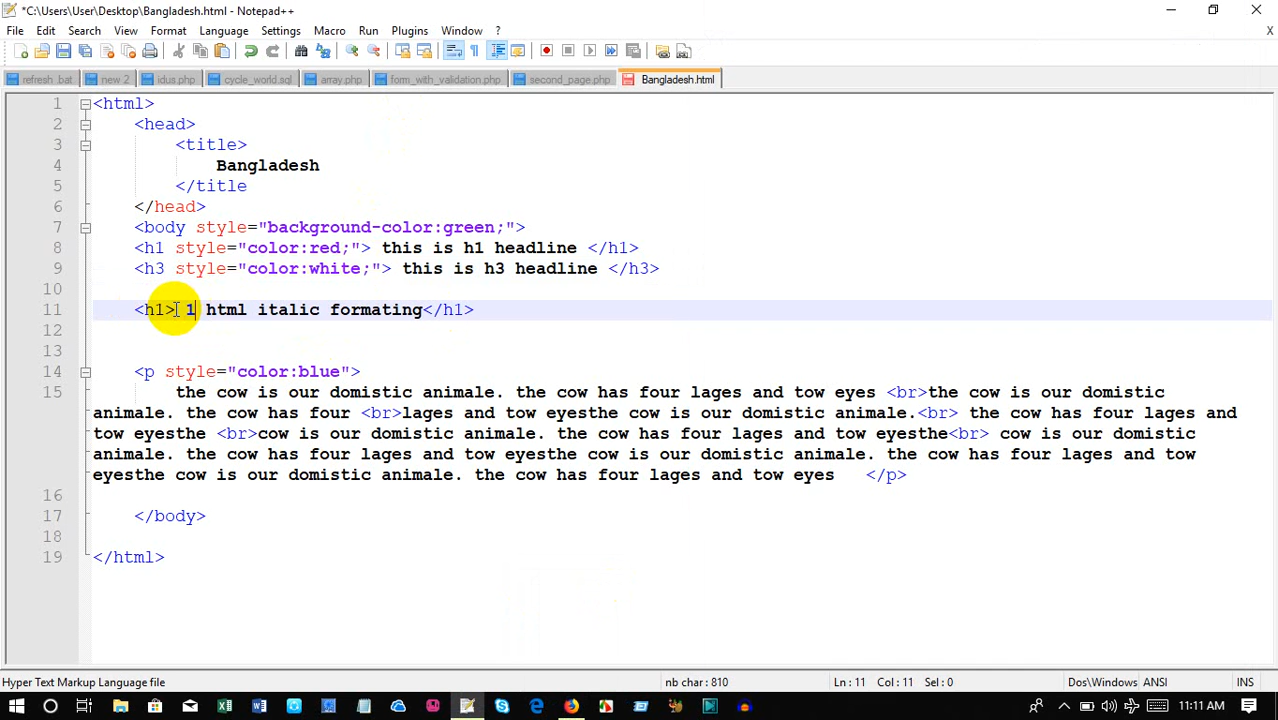 *C:\Users\User\Desktop\Bangladesh.html - Notepad++
File Edit Search View Format Language Settings Macro Run Plugins Window ? X
refresh .bat new 2 idus.php cycle_world.sql array.php form_with_validation.php second_page.php Bangladesh.html
1 <html>
2 <head>
3 <title>
4 Bangladesh
5 </title
6 </head>
7 <body style="background-color:green;">
8 <h1 style="color:red;"> this is h1 headline </h1>
9 <h3 style="color:white;"> this is h3 headline </h3>
10
11 <h1> 1 html italic formating</h1>
12
13
14 <p style="color:blue">
15 the cow is our domistic animale. the cow has four lages and tow eyes <br>the cow is our domistic
animale. the cow has four <br>lages and tow eyesthe cow is our domistic animale.<br> the cow has four lages and
tow eyesthe <br>cow is our domistic animale. the cow has four lages and tow eyesthe<br> cow is our domistic
animale. the cow has four lages and tow eyesthe cow is our domistic animale. the cow has four lages and tow
eyesthe cow is our domistic animale. the cow has four lages and tow eyes </p>
16
17 </body>
18
19 </html>
Hyper Text Markup Language file nb char : 810 Ln : 11 Col : 11 Sel : 0 Dos\Windows ANSI INS
11:11 AM